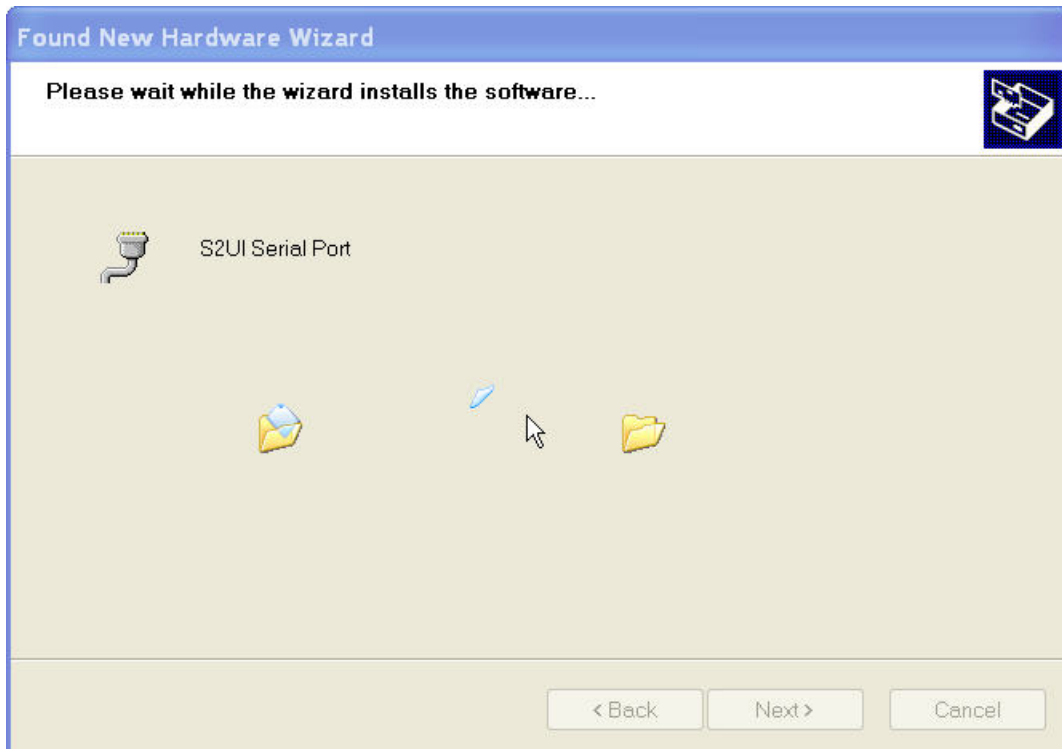 Found New Hardware Wizard
Please wait while the wizard installs the software...
S2UI Serial Port
< Back
Next >
Cancel